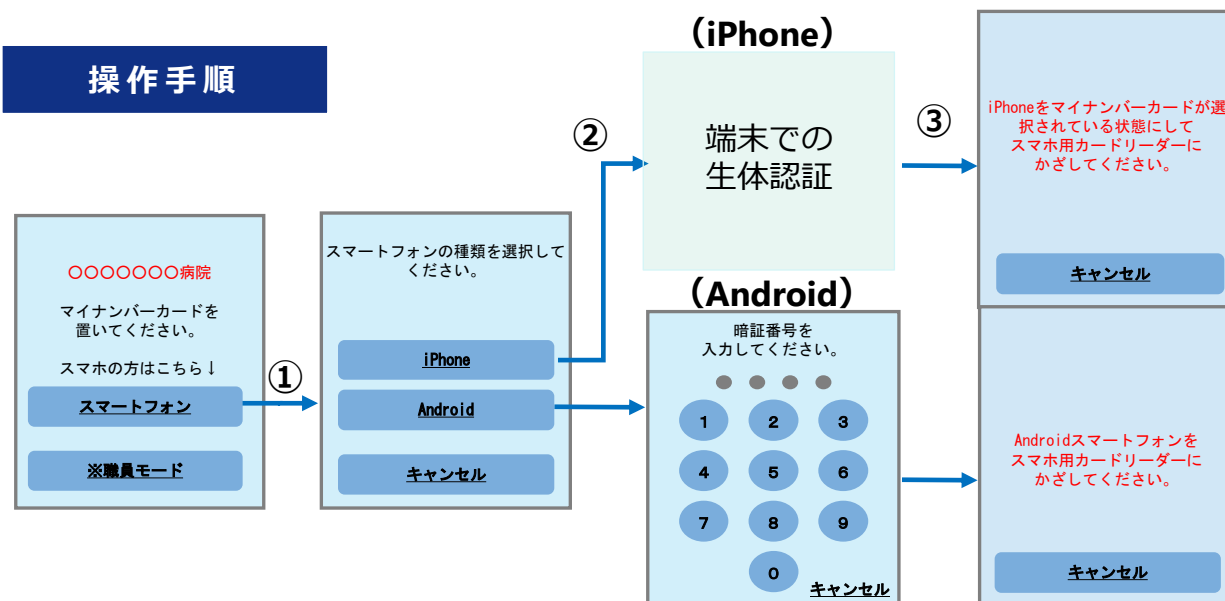 操作手順
〇〇〇〇〇〇〇病院
マイナンバーカードを
置いてください。
スマホの方はこちら↓
スマートフォン
※職員モード
①
スマートフォンの種類を選択して
ください。
iPhone
Android
キャンセル
②
（iPhone）
端末での
生体認証
③
iPhoneをマイナンバーカードが選
択されている状態にして
スマホ用カードリーダーに
かざしてください。
キャンセル
（Android）
暗証番号を
入力してください。
1 2 3
4 5 6
7 8 9
0
キャンセル
Androidスマートフォンを
スマホ用カードリーダーに
かざしてください。
キャンセル